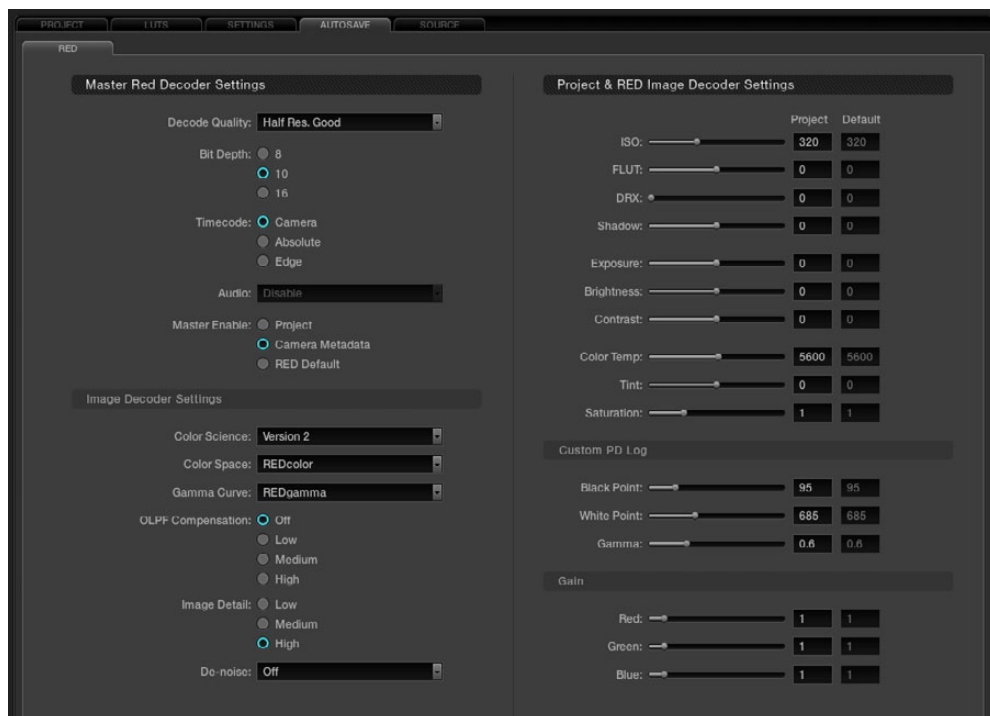 PROJECT LUTS SETTINGS AUTOSAVE SOURCE
RED
Master Red Decoder Settings
Decode Quality: Half Res. Good
Bit Depth: 8
10
16
Timecode: Camera
Absolute
Edge
Audio: Disable
Master Enable: Project
Camera Metadata
RED Default
Image Decoder Settings
Color Science: Version 2
Color Space: REDcolor
Gamma Curve: REDgamma
OLPF Compensation: Off
Low
Medium
High
Image Detail: Low
Medium
High
De-noise: Off
Project & RED Image Decoder Settings
Project Default
ISO: 320 320
FLUT: 0 0
DRX: 0 0
Shadow: 0 0
Exposure: 0 0
Brightness: 0 0
Contrast: 0 0
Color Temp: 5600 5600
Tint: 0 0
Saturation: 1 1
Custom PD Log
Black Point: 95 95
White Point: 685 685
Gamma: 0.6 0.6
Gain
Red: 1 1
Green: 1 1
Blue: 1 1